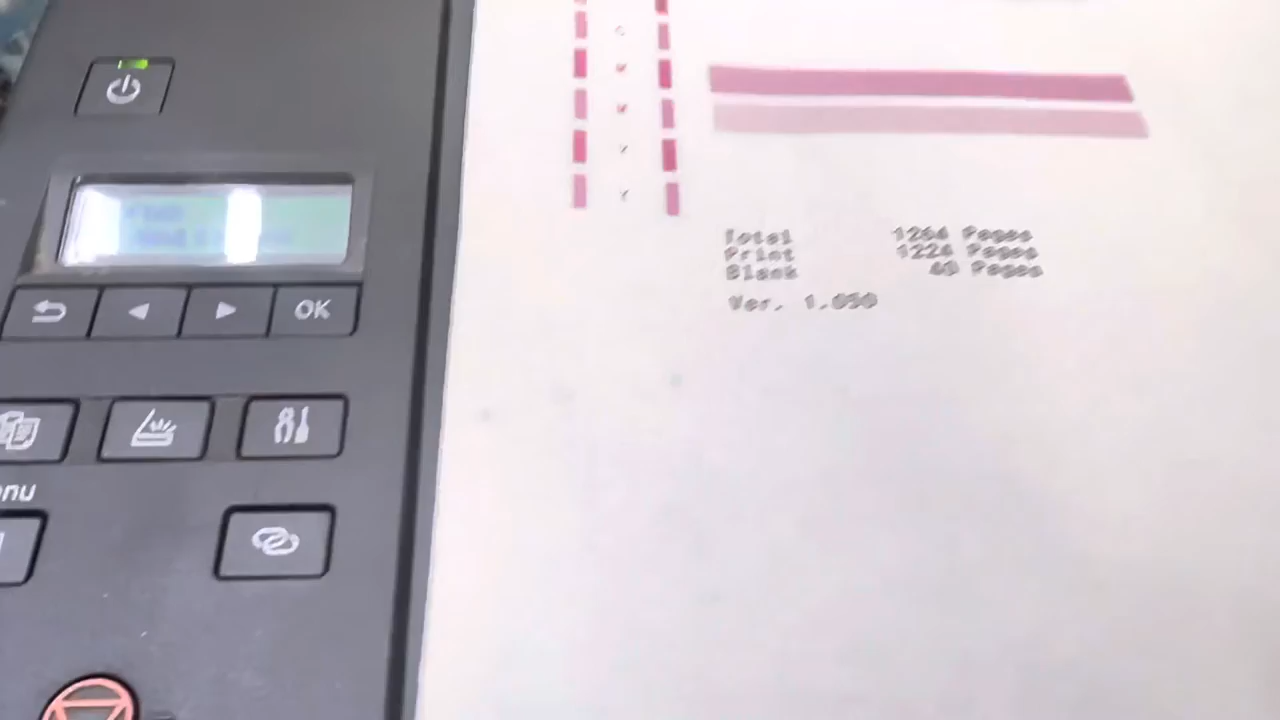 OK
nu
C
M
M
Y
Y
Total 1264 Pages
Print 1224 Pages
Blank 40 Pages
Ver. 1.050